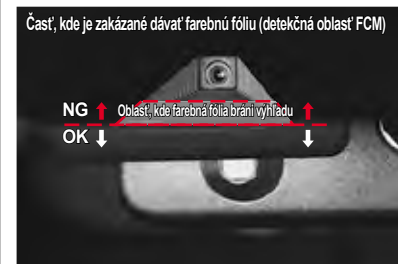 Časť, kde je zakázané dávať farebnú fóliu (detekčná oblasť FCM)
NG
Oblasť, kde farebná fólia bráni výhľadu
OK